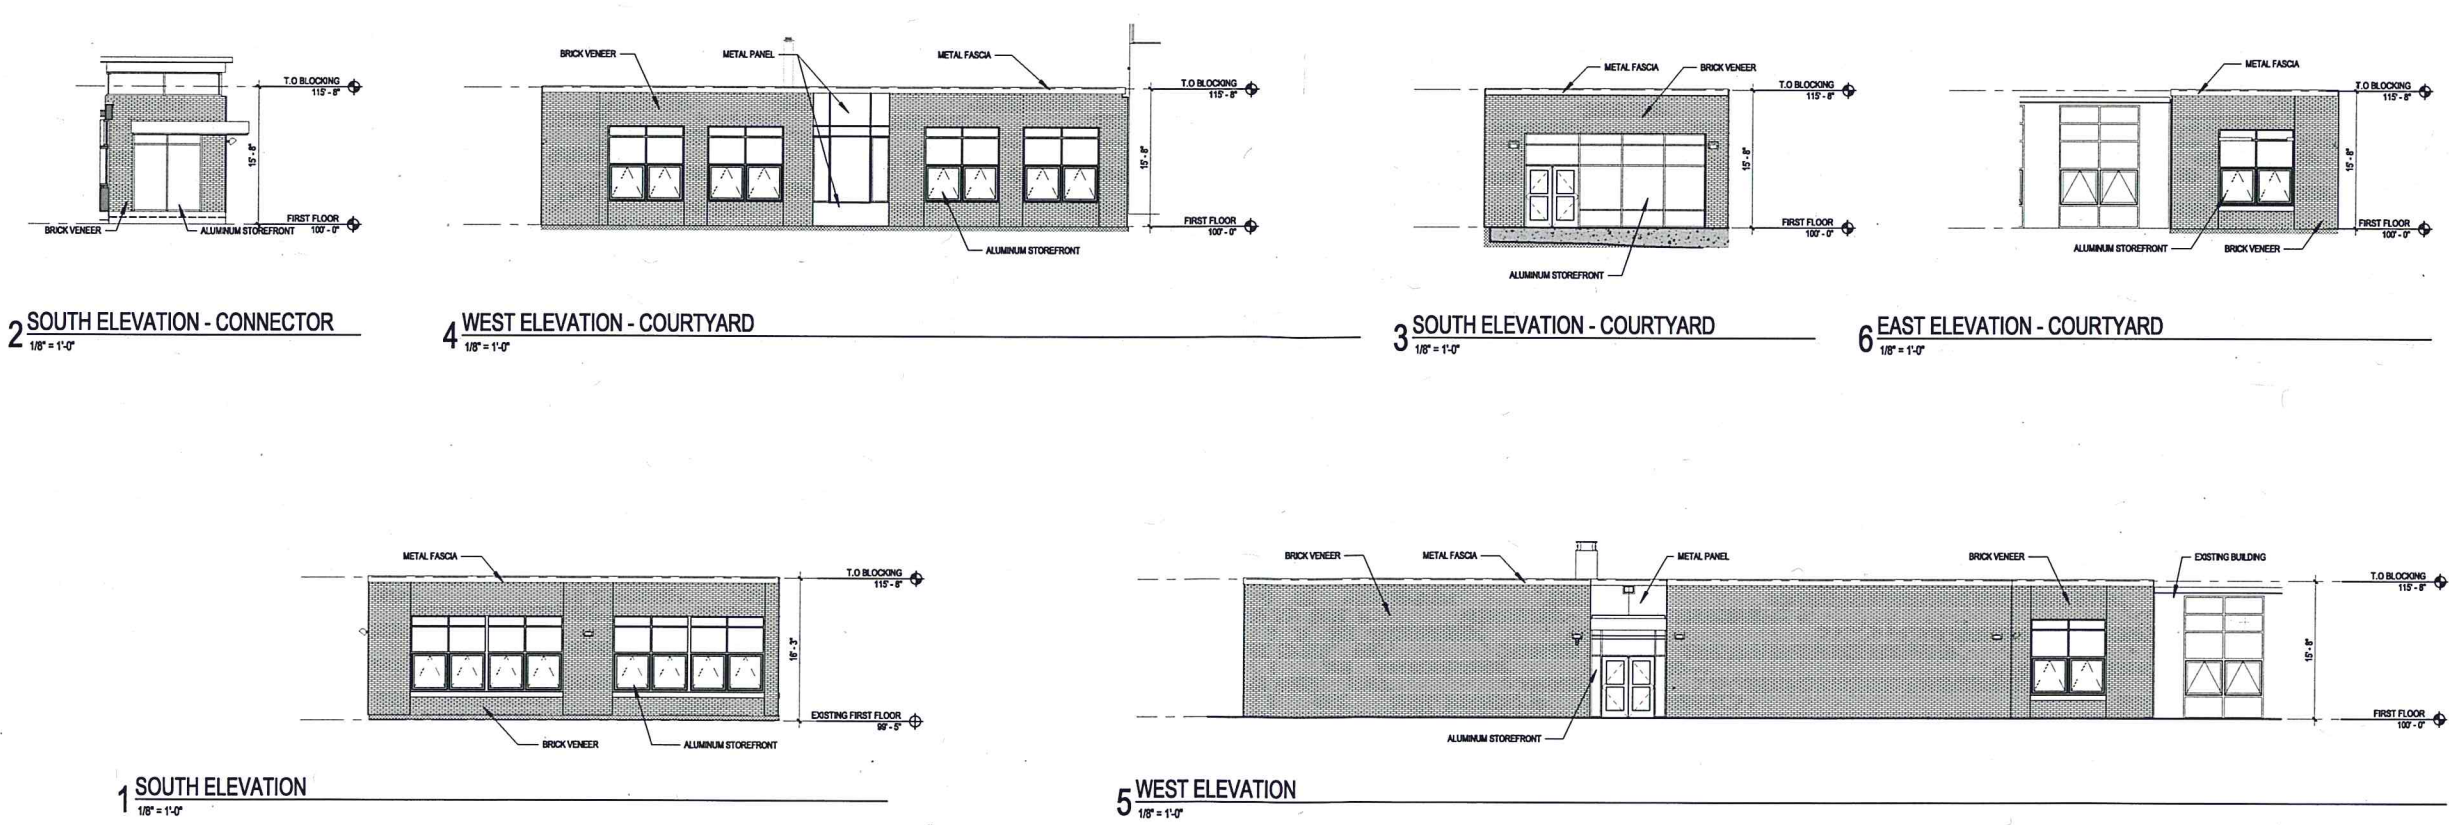 T.O BLOCKING
115' - 8"
15' - 8"
FIRST FLOOR
100' - 0"
BRICK VENEER
ALUMINUM STOREFRONT
2 SOUTH ELEVATION - CONNECTOR
1/8" = 1'-0"
BRICK VENEER
METAL PANEL
METAL FASCIA
T.O BLOCKING
115' - 8"
15' - 8"
FIRST FLOOR
100' - 0"
ALUMINUM STOREFRONT
4 WEST ELEVATION - COURTYARD
1/8" = 1'-0"
METAL FASCIA
BRICK VENEER
T.O BLOCKING
115' - 8"
15' - 8"
FIRST FLOOR
100' - 0"
ALUMINUM STOREFRONT
3 SOUTH ELEVATION - COURTYARD
1/8" = 1'-0"
METAL FASCIA
T.O BLOCKING
115' - 8"
15' - 8"
FIRST FLOOR
100' - 0"
ALUMINUM STOREFRONT
BRICK VENEER
6 EAST ELEVATION - COURTYARD
1/8" = 1'-0"
METAL FASCIA
T.O BLOCKING
115' - 8"
16' - 3"
EXISTING FIRST FLOOR
99' - 5"
BRICK VENEER
ALUMINUM STOREFRONT
1 SOUTH ELEVATION
1/8" = 1'-0"
BRICK VENEER
METAL FASCIA
METAL PANEL
BRICK VENEER
EXISTING BUILDING
T.O BLOCKING
115' - 8"
15' - 8"
FIRST FLOOR
100' - 0"
ALUMINUM STOREFRONT
5 WEST ELEVATION
1/8" = 1'-0"